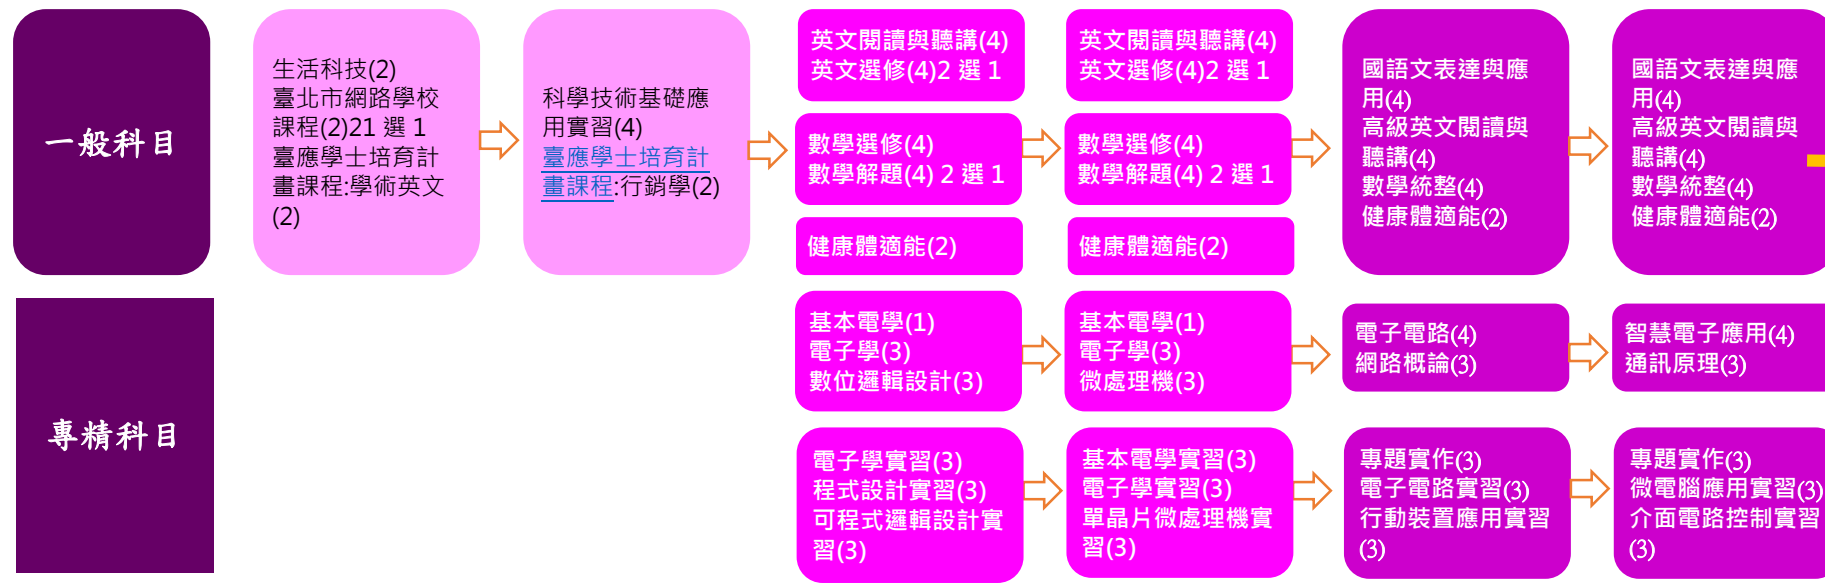 一般科目
生活科技(2)
臺北市網路學校
課程(2)21 選 1
臺應學士培育計
畫課程:學術英文
(2)
科學技術基礎應
用實習(4)
臺應學士培育計
畫課程:行銷學(2)
英文閱讀與聽講(4)
英文選修(4)2 選 1
數學選修(4)
數學解題(4) 2 選 1
健康體適能(2)
英文閱讀與聽講(4)
英文選修(4)2 選 1
數學選修(4)
數學解題(4) 2 選 1
健康體適能(2)
國語文表達與應
用(4)
高級英文閱讀與
聽講(4)
數學統整(4)
健康體適能(2)
國語文表達與應
用(4)
高級英文閱讀與
聽講(4)
數學統整(4)
健康體適能(2)
專精科目
基本電學(1)
電子學(3)
數位邏輯設計(3)
基本電學(1)
電子學(3)
微處理機(3)
電子電路(4)
網路概論(3)
智慧電子應用(4)
通訊原理(3)
電子學實習(3)
程式設計實習(3)
可程式邏輯設計實
習(3)
基本電學實習(3)
電子學實習(3)
單晶片微處理機實
習(3)
專題實作(3)
電子電路實習(3)
行動裝置應用實習
(3)
專題實作(3)
微電腦應用實習(3)
介面電路控制實習
(3)